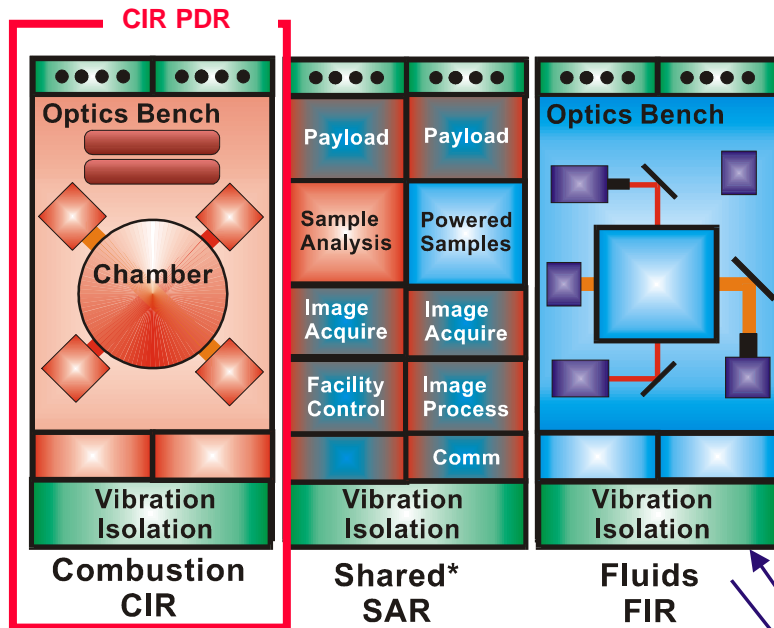 CIR PDR
Optics Bench
Chamber
Vibration
Isolation
Combustion
CIR
Payload
Payload
Sample
Analysis
Powered
Samples
Image
Acquire
Image
Acquire
Facility
Control
Image
Process
Comm
Vibration
Isolation
Shared*
SAR
Optics Bench
Vibration
Isolation
Fluids
FIR